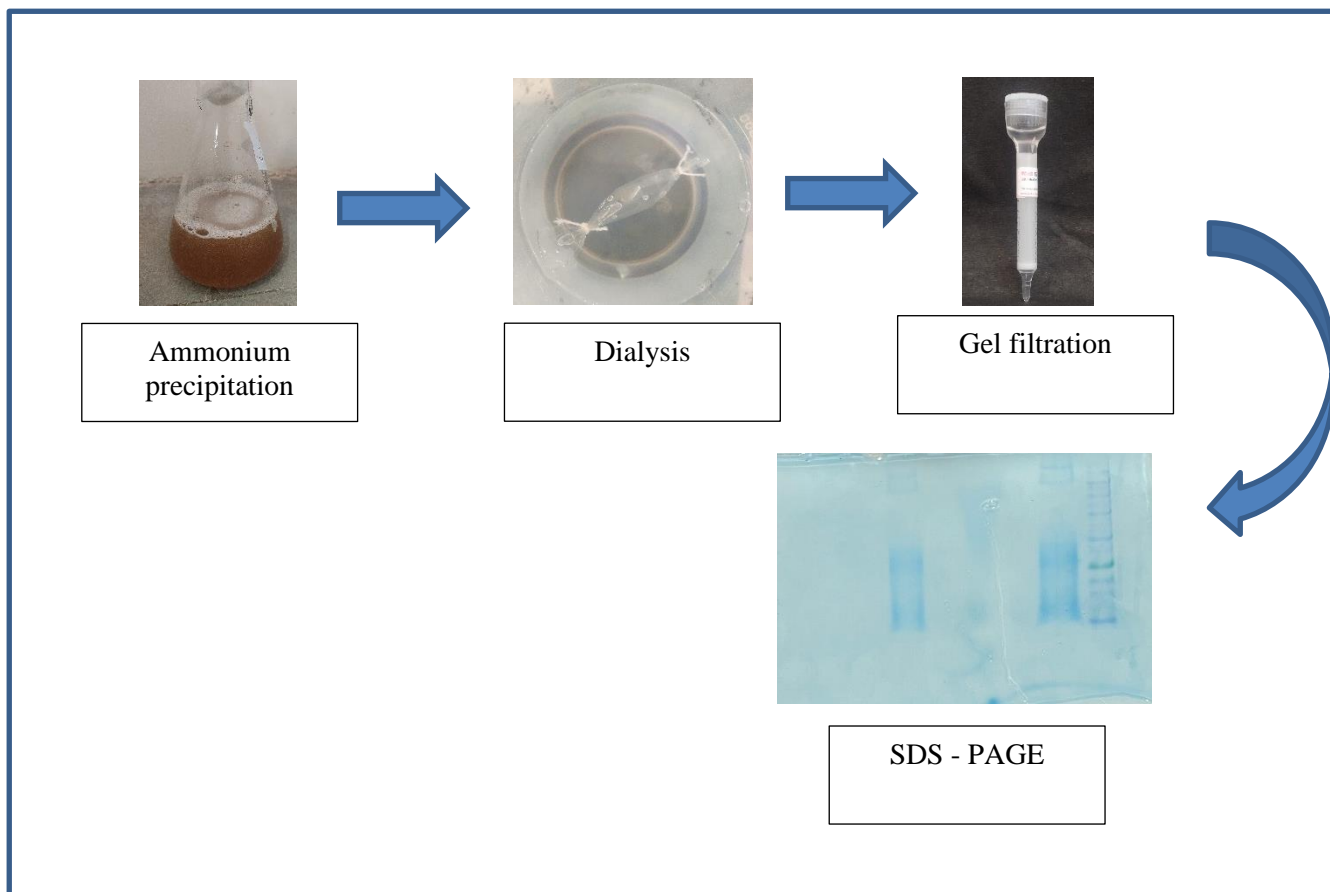 Ammonium
precipitation
Dialysis
Gel filtration
SDS - PAGE